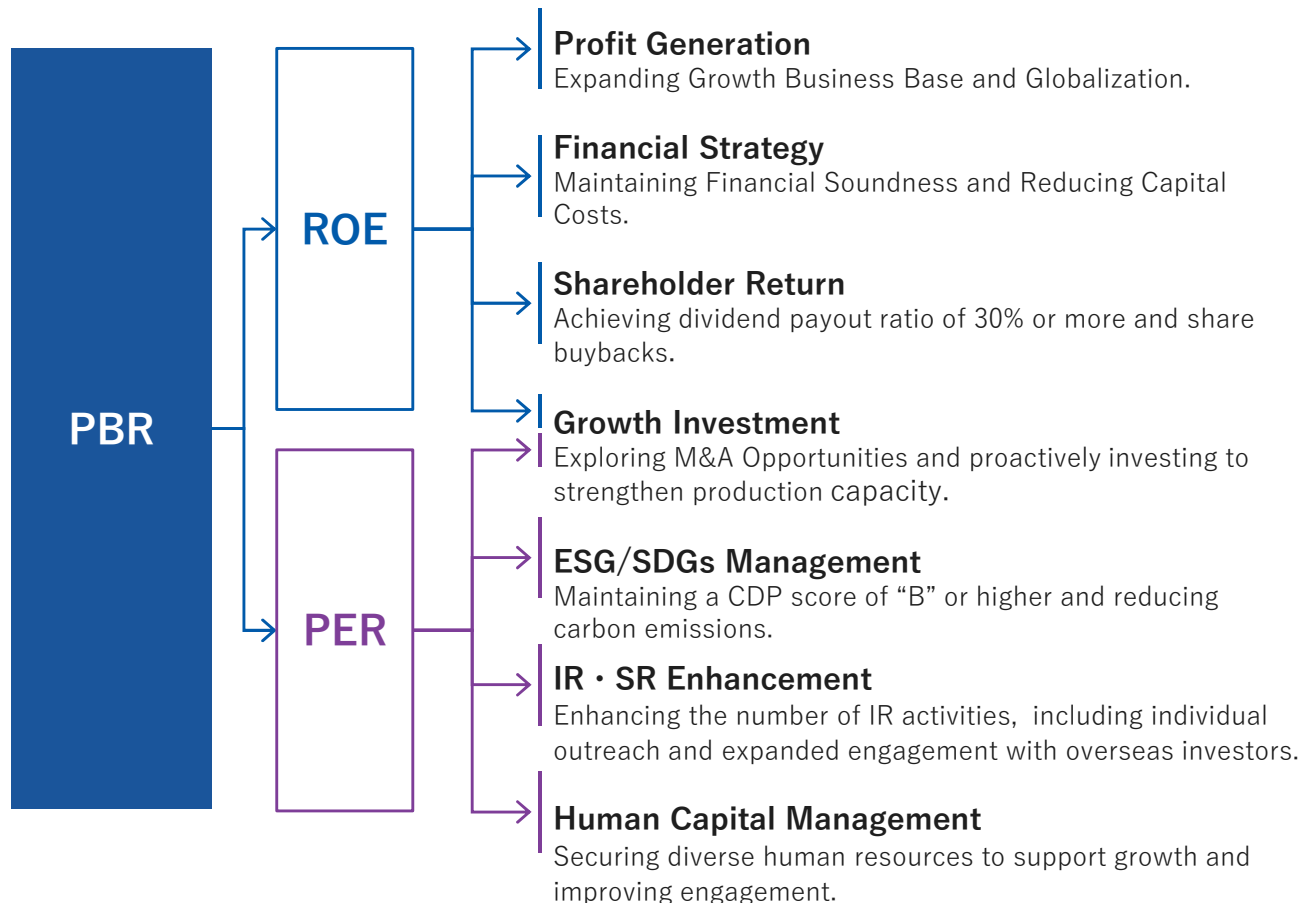 PBR
ROE
PER
Profit Generation
Expanding Growth Business Base and Globalization.
Financial Strategy
Maintaining Financial Soundness and Reducing Capital
Costs.
Shareholder Return
Achieving dividend payout ratio of 30% or more and share
buybacks.
Growth Investment
Exploring M&A Opportunities and proactively investing to
strengthen production capacity.
ESG/SDGs Management
Maintaining a CDP score of “B” or higher and reducing
carbon emissions.
IR・SR Enhancement
Enhancing the number of IR activities, including individual
outreach and expanded engagement with overseas investors.
Human Capital Management
Securing diverse human resources to support growth and
improving engagement.